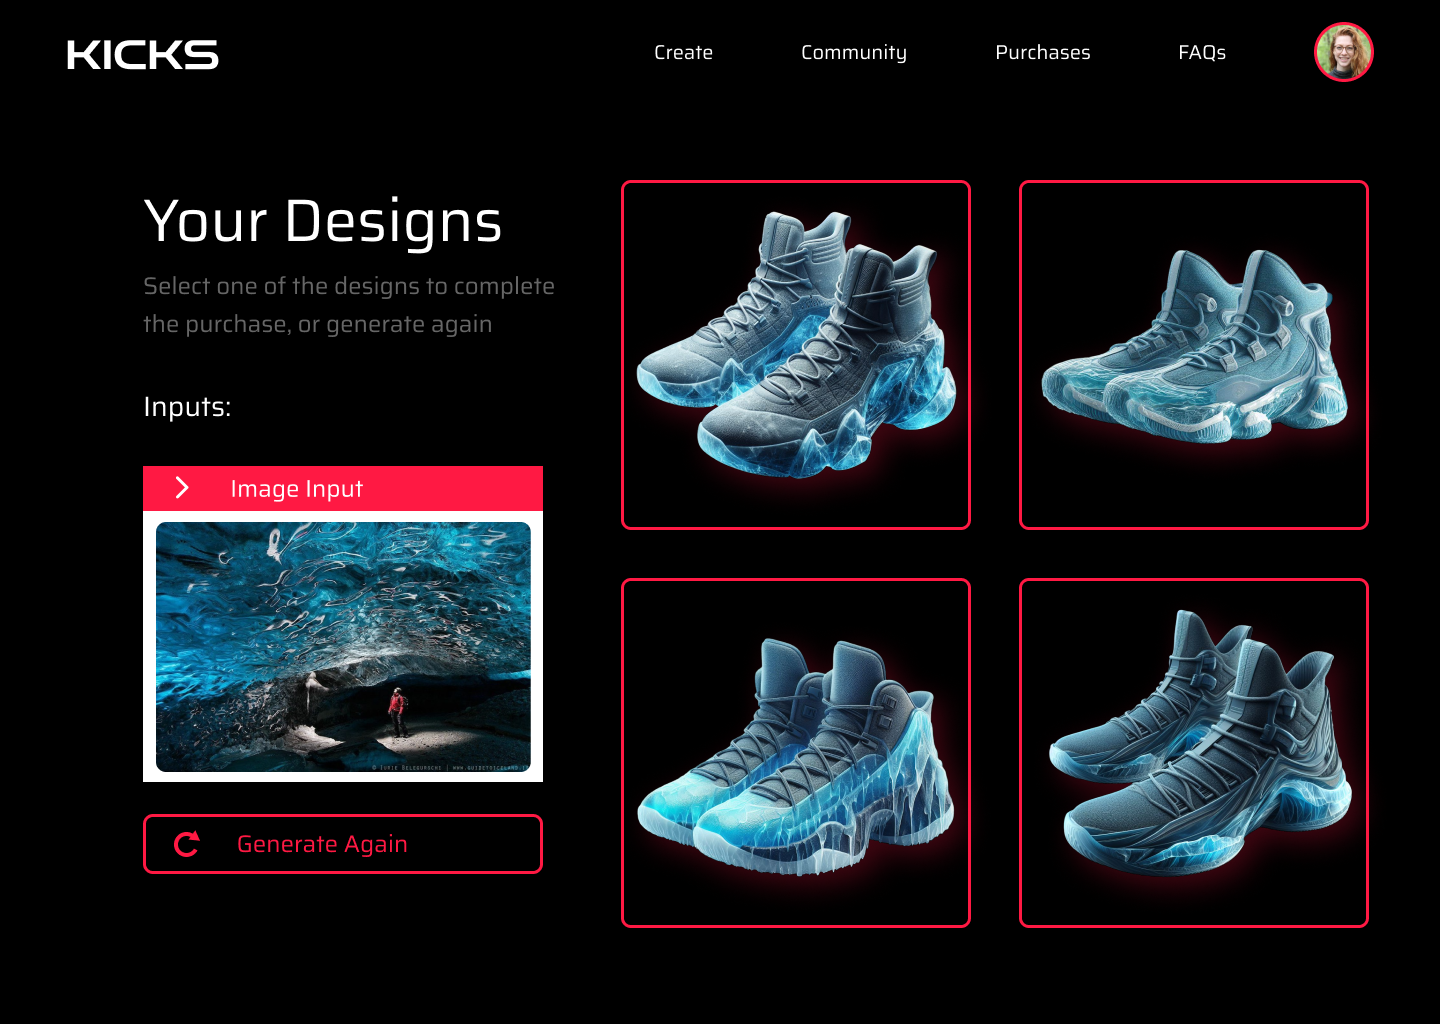 KICKS
Create
Community
Purchases
FAQs
Your Designs
Select one of the designs to complete
the purchase, or generate again
Inputs:
Image Input
Generate Again